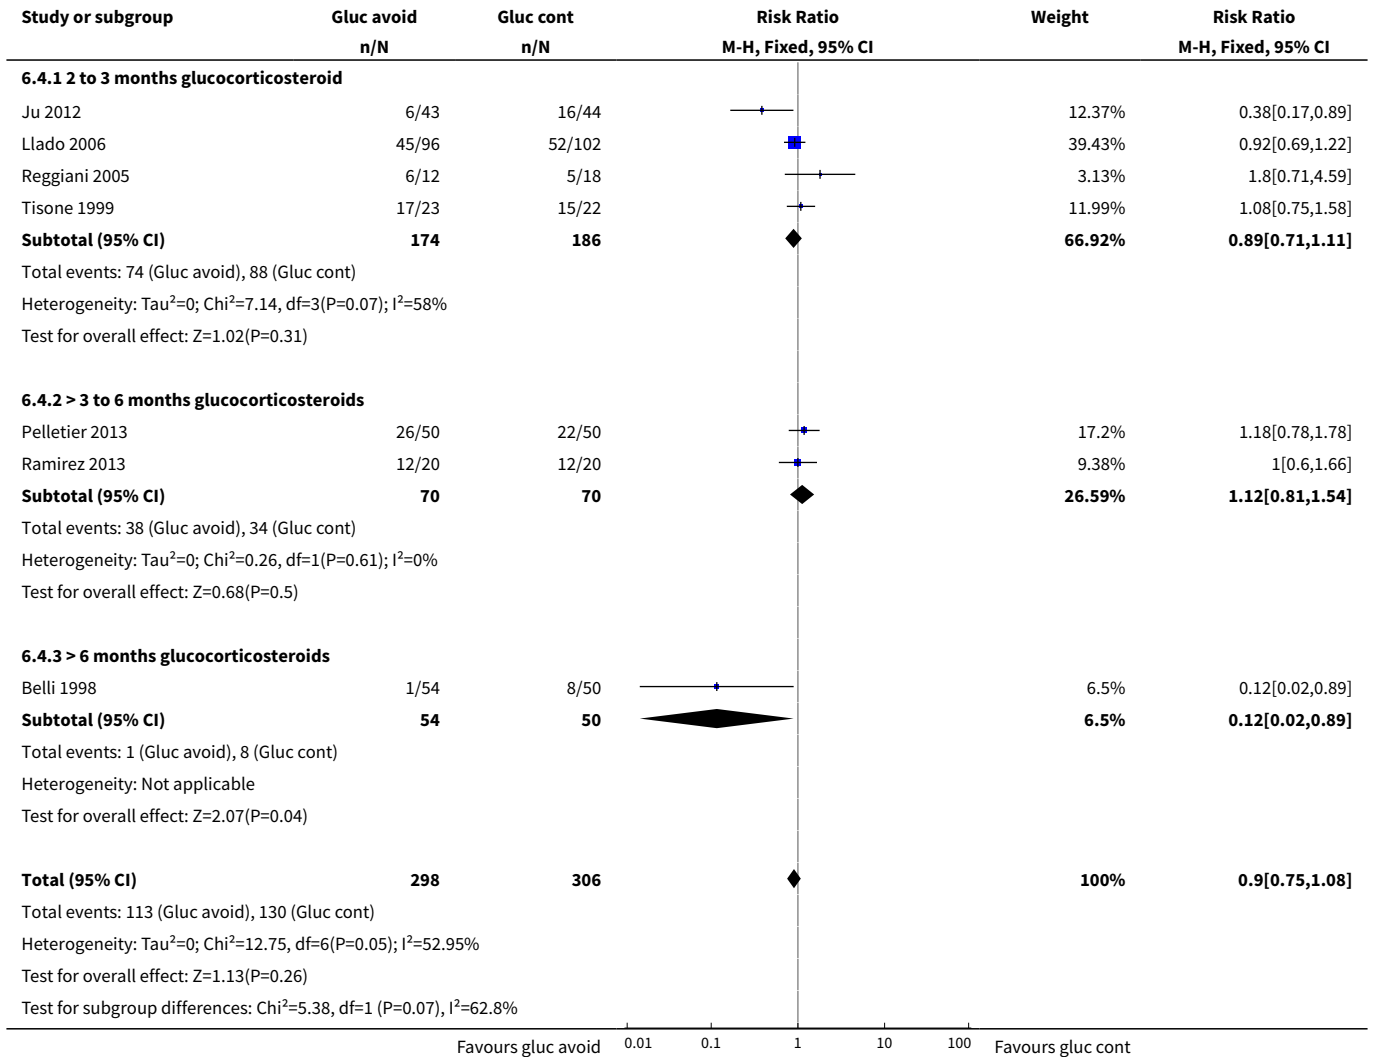 Study or subgroup Gluc avoid Gluc cont Risk Ratio Weight Risk Ratio
n/N n/N M-H, Fixed, 95% CI M-H, Fixed, 95% CI
6.4.1 2 to 3 months glucocorticosteroid
Ju 2012 6/43 16/44 12.37% 0.38[0.17,0.89]
Llado 2006 45/96 52/102 39.43% 0.92[0.69,1.22]
Reggiani 2005 6/12 5/18 3.13% 1.8[0.71,4.59]
Tisone 1999 17/23 15/22 11.99% 1.08[0.75,1.58]
Subtotal (95% CI) 174 186 66.92% 0.89[0.71,1.11]
Total events: 74 (Gluc avoid), 88 (Gluc cont)
Heterogeneity: Tau²=0; Chi²=7.14, df=3(P=0.07); I²=58%
Test for overall effect: Z=1.02(P=0.31)
6.4.2 > 3 to 6 months glucocorticosteroids
Pelletier 2013 26/50 22/50 17.2% 1.18[0.78,1.78]
Ramirez 2013 12/20 12/20 9.38% 1[0.6,1.66]
Subtotal (95% CI) 70 70 26.59% 1.12[0.81,1.54]
Total events: 38 (Gluc avoid), 34 (Gluc cont)
Heterogeneity: Tau²=0; Chi²=0.26, df=1(P=0.61); I²=0%
Test for overall effect: Z=0.68(P=0.5)
6.4.3 > 6 months glucocorticosteroids
Belli 1998 1/54 8/50 6.5% 0.12[0.02,0.89]
Subtotal (95% CI) 54 50 6.5% 0.12[0.02,0.89]
Total events: 1 (Gluc avoid), 8 (Gluc cont)
Heterogeneity: Not applicable
Test for overall effect: Z=2.07(P=0.04)
Total (95% CI) 298 306 100% 0.9[0.75,1.08]
Total events: 113 (Gluc avoid), 130 (Gluc cont)
Heterogeneity: Tau²=0; Chi²=12.75, df=6(P=0.05); I²=52.95%
Test for overall effect: Z=1.13(P=0.26)
Test for subgroup differences: Chi²=5.38, df=1 (P=0.07), I²=62.8%
Favours gluc avoid 0.01 0.1 1 10 100 Favours gluc cont